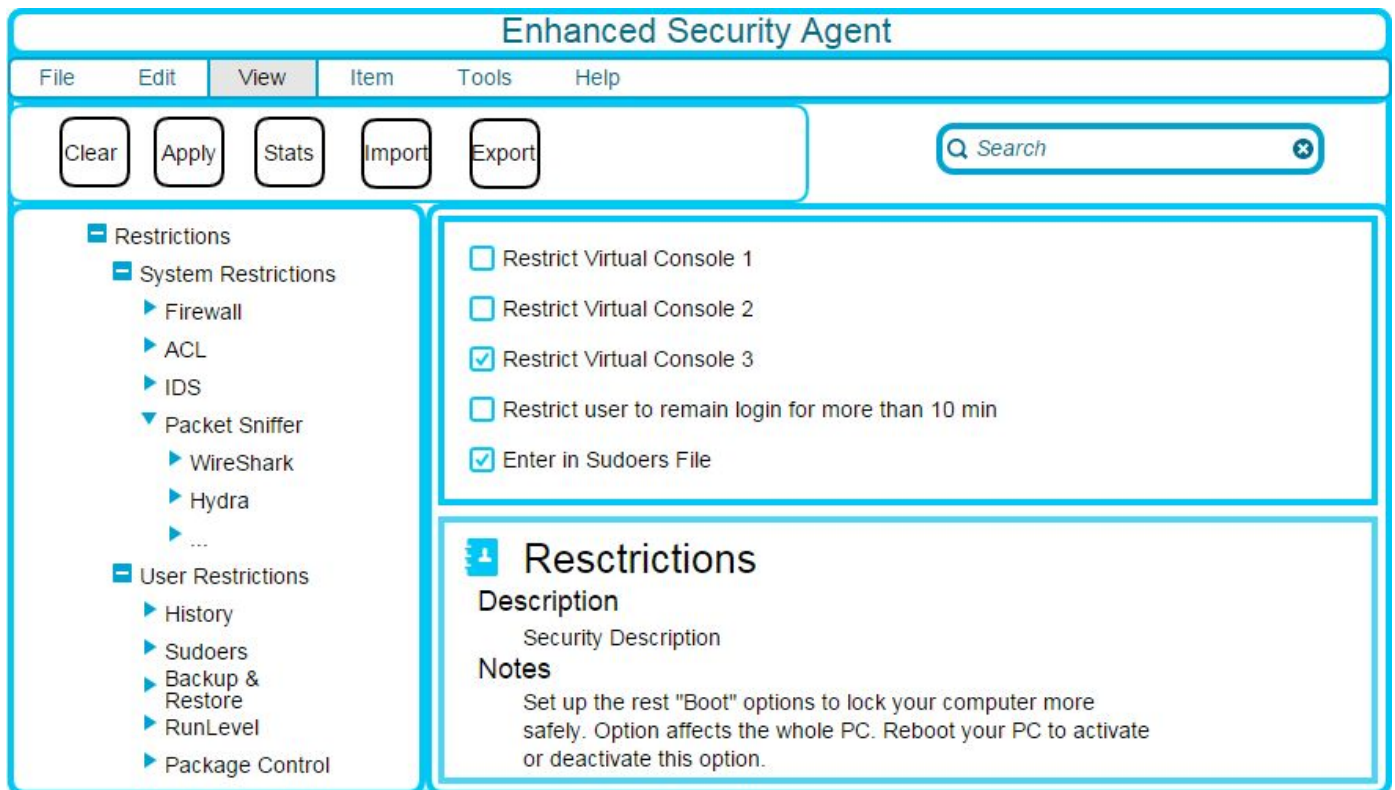 Enhanced Security Agent
File Edit View Item Tools Help
Clear Apply Stats Import Export Search
Restrictions
System Restrictions
Firewall
ACL
IDS
Packet Sniffer
WireShark
Hydra
...
User Restrictions
History
Sudoers
Backup &
Restore
RunLevel
Package Control
Restrict Virtual Console 1
Restrict Virtual Console 2
Restrict Virtual Console 3
Restrict user to remain login for more than 10 min
Enter in Sudoers File
Resctrictions
Description
Security Description
Notes
Set up the rest "Boot" options to lock your computer more
safely. Option affects the whole PC. Reboot your PC to activate
or deactivate this option.